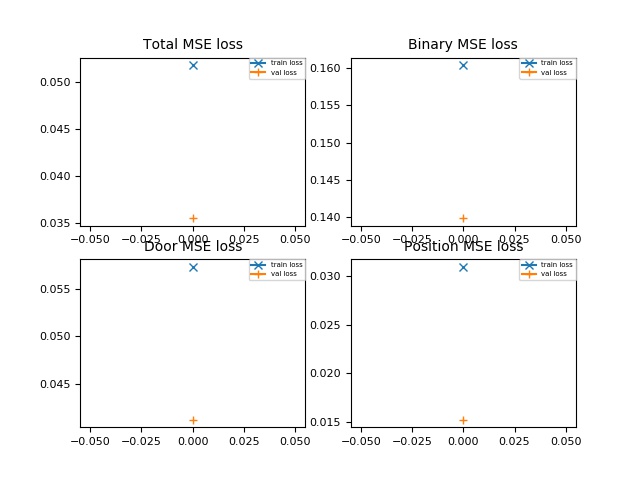 Total MSE loss
0.050
0.045
0.040
0.035
train loss
val loss
−0.050 −0.025 0.000 0.025 0.050
Binary MSE loss
0.160
0.155
0.150
0.145
0.140
train loss
val loss
−0.050 −0.025 0.000 0.025 0.050
Door MSE loss
0.055
0.050
0.045
train loss
val loss
−0.050 −0.025 0.000 0.025 0.050
Position MSE loss
0.030
0.025
0.020
0.015
train loss
val loss
−0.050 −0.025 0.000 0.025 0.050